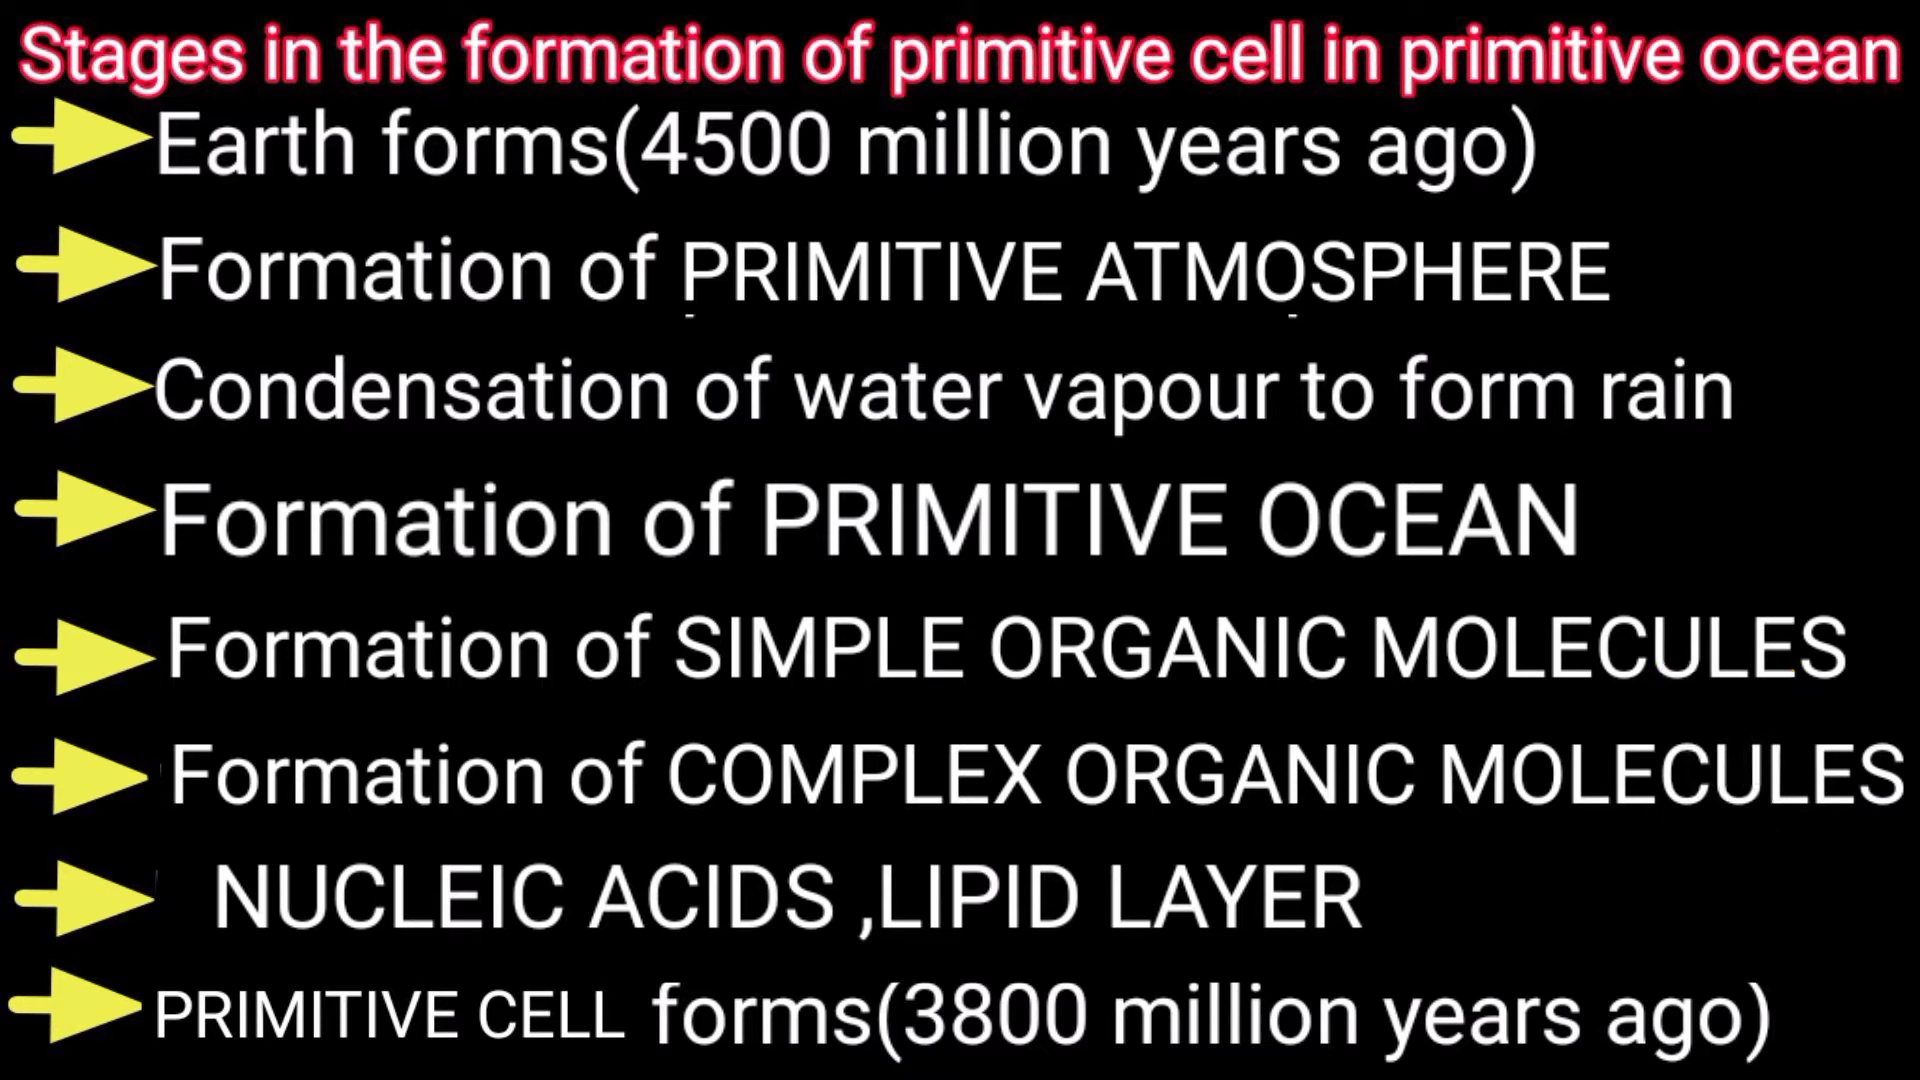 Stages in the formation of primitive cell in primitive ocean
Earth forms(4500 million years ago)
Formation of PRIMITIVE ATMOSPHERE
Condensation of water vapour to form rain
Formation of PRIMITIVE OCEAN
Formation of SIMPLE ORGANIC MOLECULES
Formation of COMPLEX ORGANIC MOLECULES
NUCLEIC ACIDS ,LIPID LAYER
PRIMITIVE CELL forms(3800 million years ago)